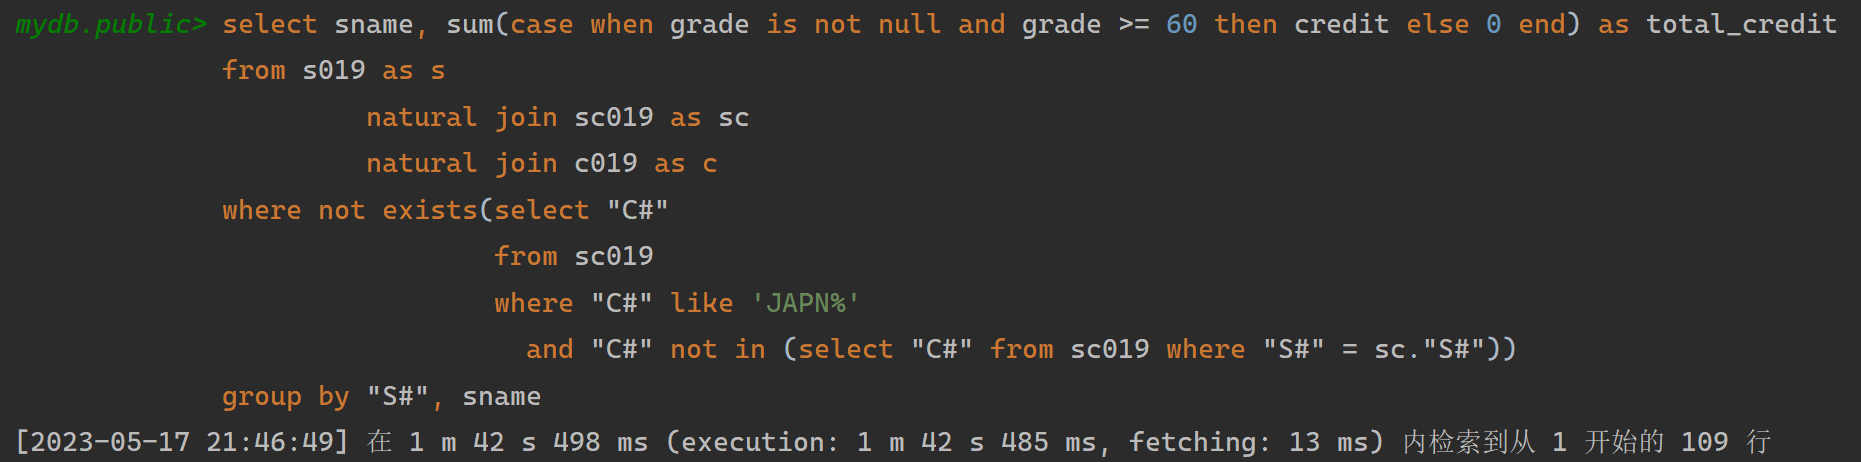 mydb.public> select sname, sum(case when grade is not null and grade >= 60 then credit else 0 end) as total_credit
from s019 as s
natural join sc019 as sc
natural join c019 as c
where not exists(select "C#"
from sc019
where "C#" like 'JAPN%'
and "C#" not in (select "C#" from sc019 where "S#" = sc."S#"))
group by "S#", sname
[2023-05-17 21:46:49] 在 1 m 42 s 498 ms (execution: 1 m 42 s 485 ms, fetching: 13 ms) 内检索到从 1 开始的 109 行